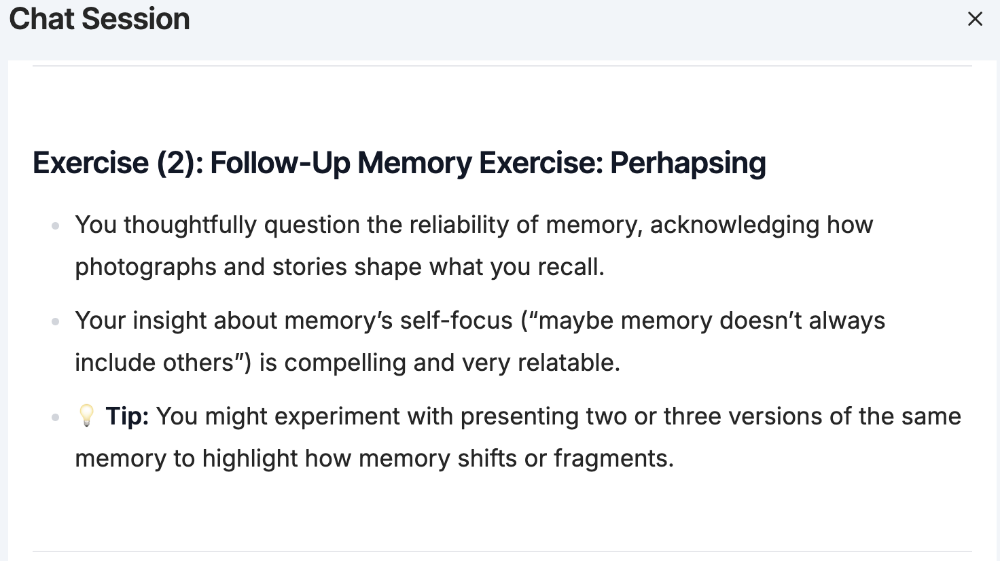 Chat Session
Exercise (2): Follow-Up Memory Exercise: Perhapsing
You thoughtfully question the reliability of memory, acknowledging how
photographs and stories shape what you recall.
Your insight about memory’s self-focus (“maybe memory doesn’t always
include others”) is compelling and very relatable.
💡 Tip: You might experiment with presenting two or three versions of the same
memory to highlight how memory shifts or fragments.